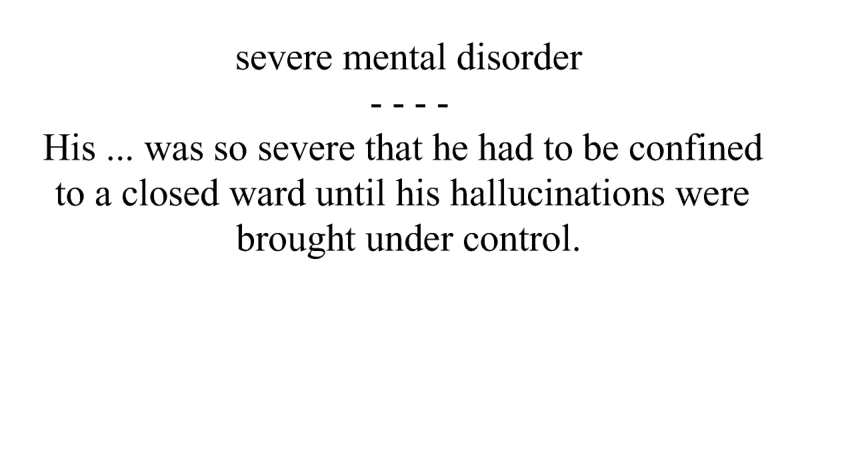 severe mental disorder
- - - -
His ... was so severe that he had to be confined
to a closed ward until his hallucinations were
brought under control.